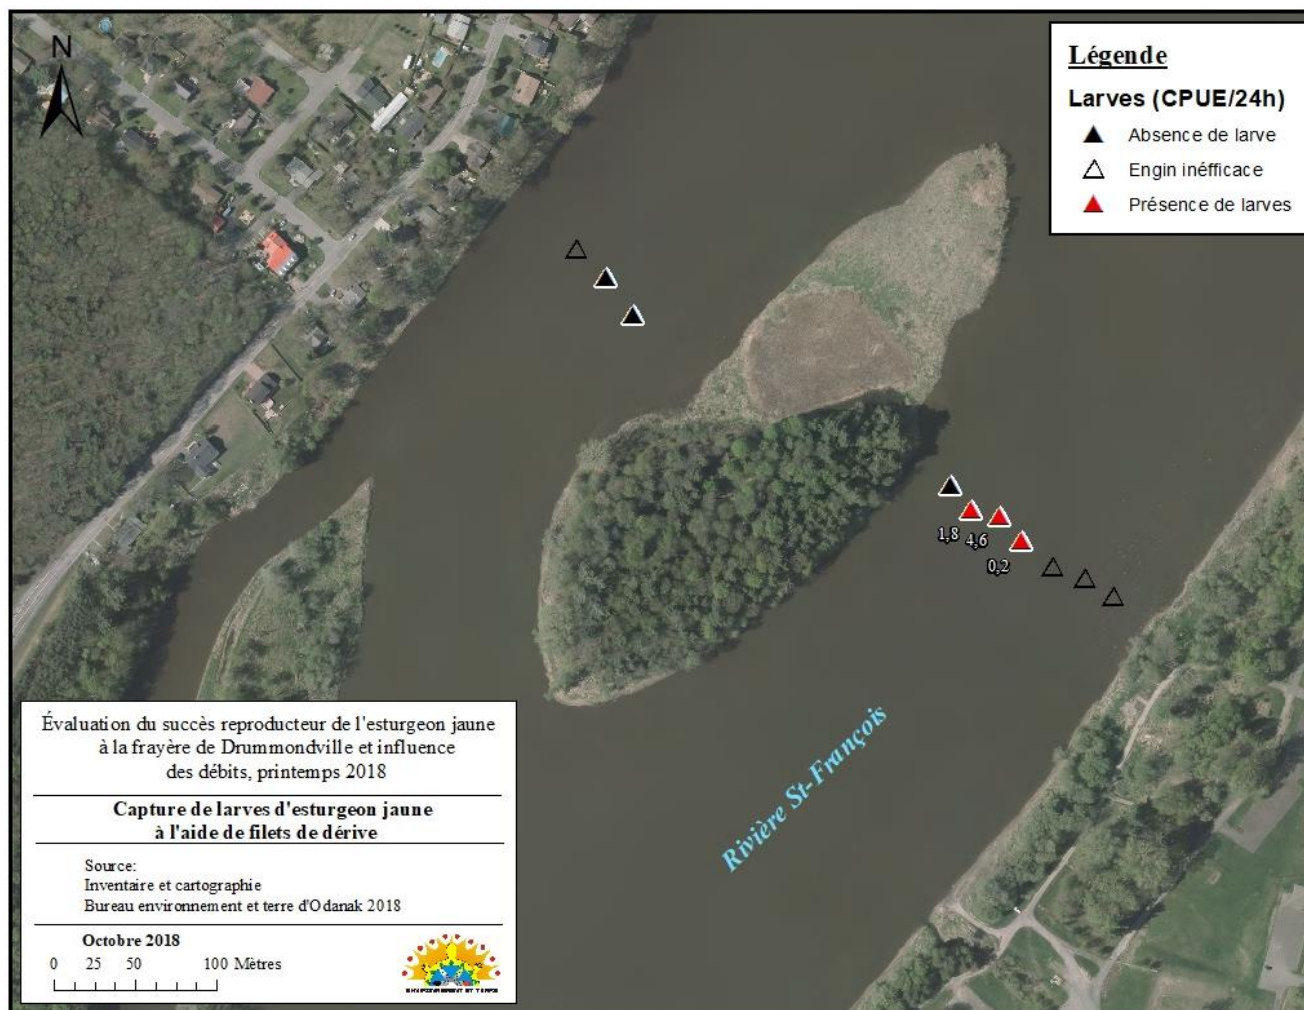 N
Légende
Larves (CPUE/24h)
Absence de larve
Engin inéfficace
Présence de larves
1,8
4,6
0,2
Rivière St-François
Évaluation du succès reproducteur de l'esturgeon jaune
à la frayère de Drummondville et influence
des débits, printemps 2018
Capture de larves d'esturgeon jaune
à l'aide de filets de dérive
Source:
Inventaire et cartographie
Bureau environnement et terre d'Odanak 2018
Octobre 2018
0 25 50 100 Mètres
ENVIRONNEMENT ET TERRE